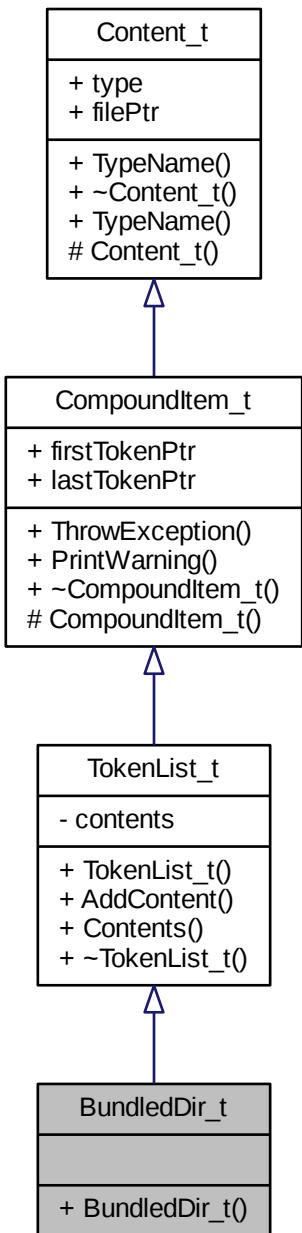 Content_t
+ type
+ filePtr
+ TypeName()
+ ~Content_t()
+ TypeName()
# Content_t()
CompoundItem_t
+ firstTokenPtr
+ lastTokenPtr
+ ThrowException()
+ PrintWarning()
+ ~CompoundItem_t()
# CompoundItem_t()
TokenList_t
- contents
+ TokenList_t()
+ AddContent()
+ Contents()
+ ~TokenList_t()
BundledDir_t
+ BundledDir_t()